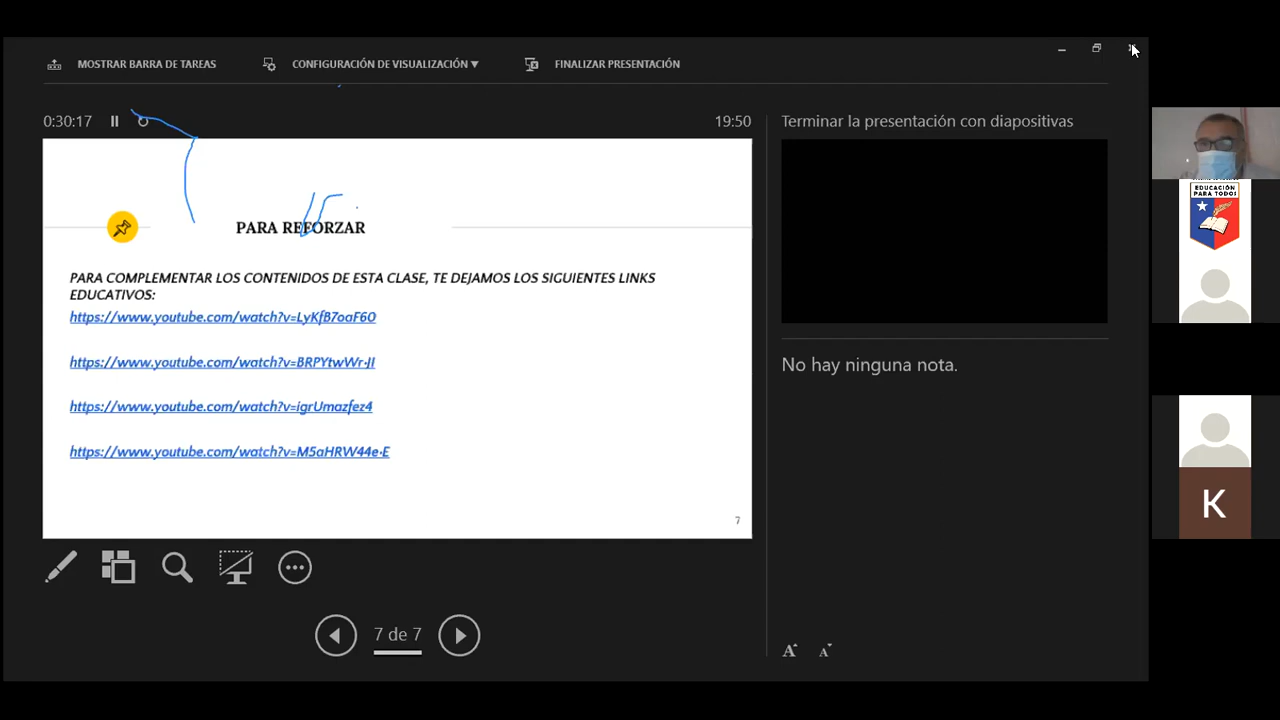 MOSTRAR BARRA DE TAREAS
CONFIGURACIÓN DE VISUALIZACIÓN ▼
FINALIZAR PRESENTACIÓN
0:30:17
19:50
Terminar la presentación con diapositivas
PARA REFORZAR
PARA COMPLEMENTAR LOS CONTENIDOS DE ESTA CLASE, TE DEJAMOS LOS SIGUIENTES LINKS
EDUCATIVOS:
https://www.youtube.com/watch?v=LyKfB7oaF60
https://www.youtube.com/watch?v=BRPYtwWr-JI
https://www.youtube.com/watch?v=igrUmazfez4
https://www.youtube.com/watch?v=M5aHRW44e-E
7
No hay ninguna nota.
7 de 7
A A
EDUCACIÓN
PARA TODOS
K